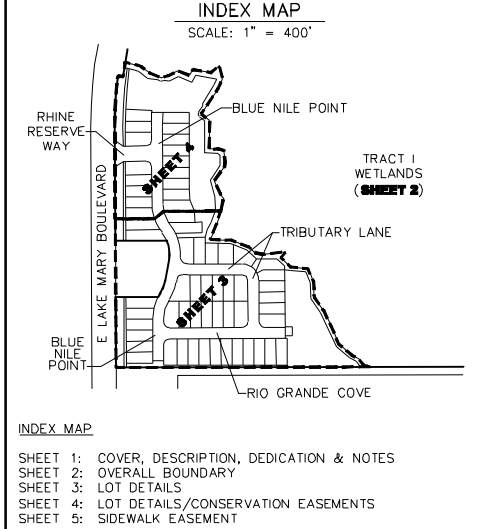 INDEX MAP
SCALE: 1" = 400'
BLUE NILE POINT
RHINE
RESERVE
WAY
SHEET 4
TRACT I
WETLANDS
(SHEET 2)
E LAKE MARY BOULEVARD
TRIBUTARY LANE
SHEET 3
BLUE
NILE
POINT
RIO GRANDE COVE
INDEX MAP
SHEET 1: COVER, DESCRIPTION, DEDICATION & NOTES
SHEET 2: OVERALL BOUNDARY
SHEET 3: LOT DETAILS
SHEET 4: LOT DETAILS/CONSERVATION EASEMENTS
SHEET 5: SIDEWALK EASEMENT